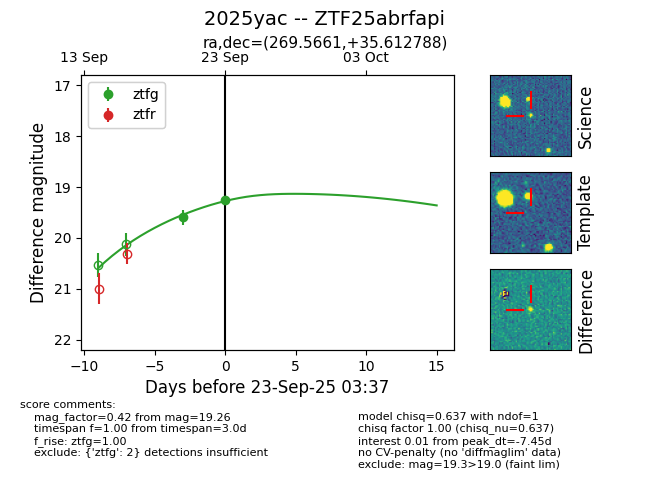 2025yac -- ZTF25abrfapi
ra,dec=(269.5661,+35.612788)
13 Sep 23 Sep 03 Oct
ztfg
ztfr
17
18
19
20
21
22
Difference magnitude
−10 −5 0 5 10 15
Days before 23-Sep-25 03:37
Science
Template
Difference
score comments:
mag_factor=0.42 from mag=19.26
timespan f=1.00 from timespan=3.0d
f_rise: ztfg=1.00
exclude: {'ztfg': 2} detections insufficient
model chisq=0.637 with ndof=1
chisq factor 1.00 (chisq_nu=0.637)
interest 0.01 from peak_dt=-7.45d
no CV-penalty (no 'diffmaglim' data)
exclude: mag=19.3>19.0 (faint lim)